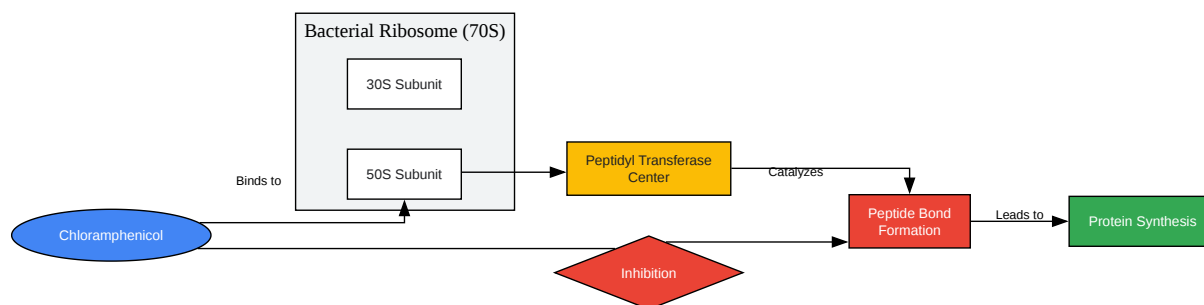 Bacterial Ribosome (70S)
30S Subunit
50S Subunit
Peptidyl Transferase
Center
Binds to
Catalyzes
Chloramphenicol
Peptide Bond
Formation
Leads to
Protein Synthesis
Inhibition